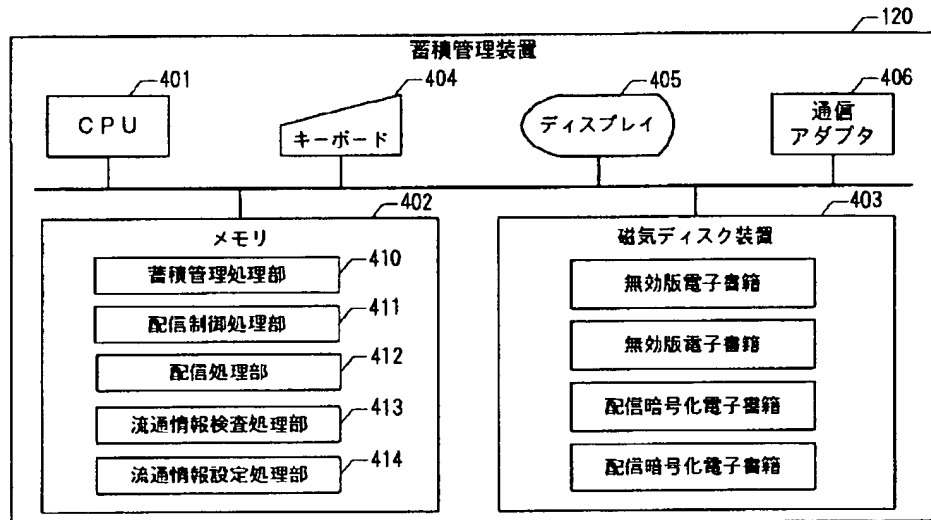 120
蓄積管理装置
401
CPU
404
キーボード
405
ディスプレイ
406
通信
アダプタ
402
メモリ
蓄積管理処理部
410
配信制御処理部
411
配信処理部
412
流通情報検査処理部
413
流通情報設定処理部
414
403
磁気ディスク装置
無効版電子書籍
無効版電子書籍
配信暗号化電子書籍
配信暗号化電子書籍